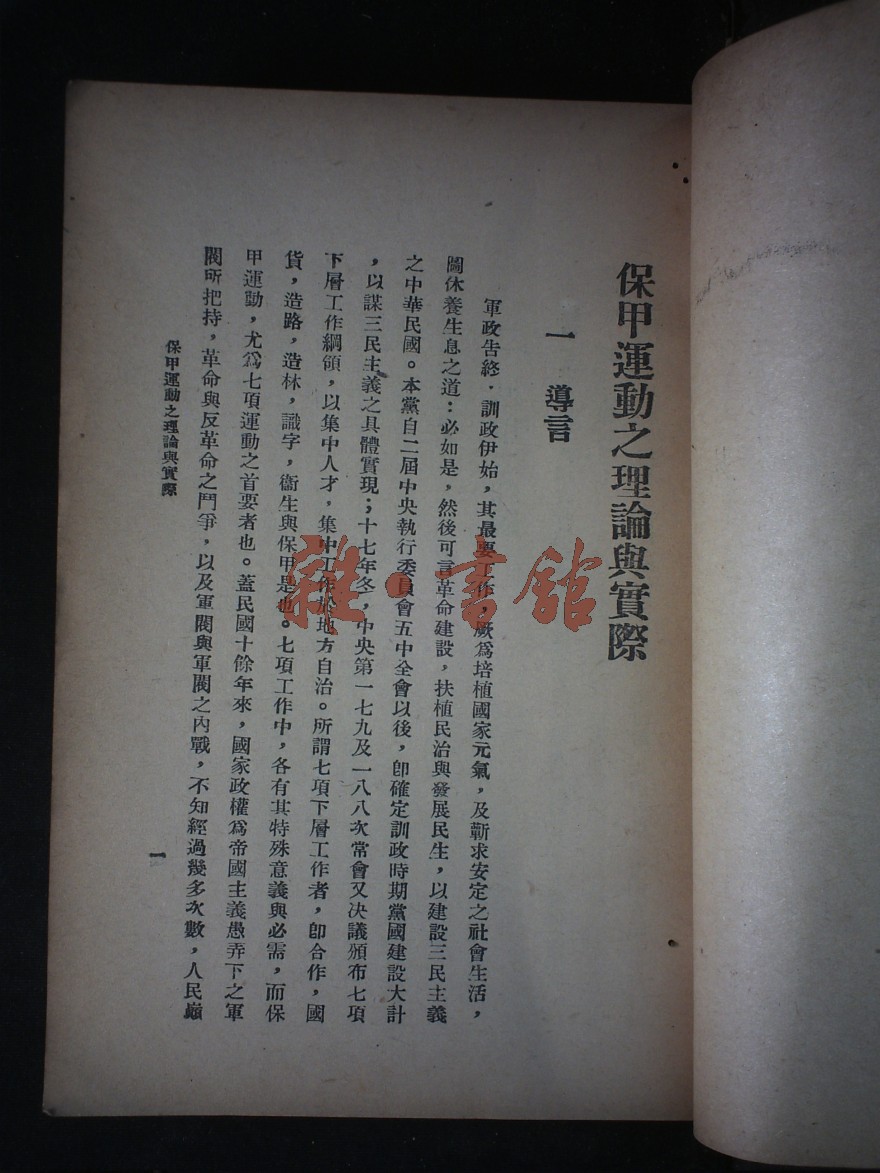 保甲運動之理論與實際
一　導言
軍政告終．訓政伊始，其最要工作，厥爲培植國家元氣，及蘄求安定之社會生活，
圖休養生息之道：必如是，然後可言革命建設，扶植民治與發展民生，以建設三民主義
之中華民國。本黨自二屆中央執行委員會五中全會以後，卽確定訓政時期黨國建設大計
，以謀三民主義之具體實現；十七年冬，中央第一七九及一八八次常會又決議頒布七項
下層工作綱領，以集中人才，集中工作於地方自治。所謂七項下層工作者，卽合作，國
貨，造路，造林，識字，衞生與保甲是也。七項工作中，各有其特殊意義與必需，而保
甲運動，尤爲七項運動之首要者也。蓋民國十餘年來，國家政權爲帝國主義愚弄下之軍
閥所把持，革命與反革命之鬥爭，以及軍閥與軍閥之內戰，不知經過幾多次數，人民巔
保甲運動之理論與實際
一
雜·書館